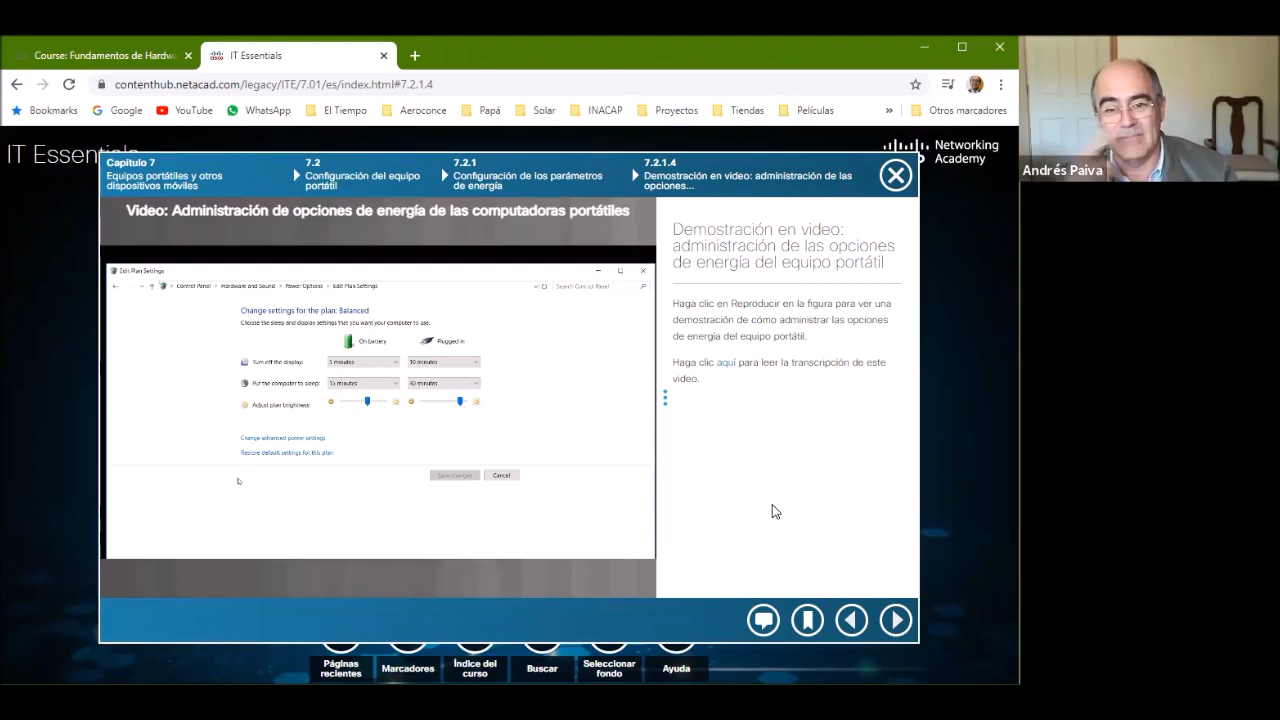 Course: Fundamentos de Hardw
IT Essentials
contenthub.netacad.com/legacy/ITE/7.01/es/index.html#7.2.1.4
Bookmarks
Google
YouTube
WhatsApp
El Tiempo
Aeroconce
Papá
Solar
INACAP
Proyectos
Tiendas
Películas
»
Otros marcadores
IT Essentials
Networking
Academy
Andrés Paiva
Capítulo 7
Equipos portátiles y otros
dispositivos móviles
7.2
Configuración del equipo
portátil
7.2.1
Configuración de los parámetros
de energía
7.2.1.4
Demostración en video: administración de las
opciones...
Video: Administración de opciones de energía de las computadoras portátiles
Edit Plan Settings
Control Panel
Hardware and Sound
Power Options
Edit Plan Settings
Search Control Panel
Change settings for the plan: Balanced
Choose the sleep and display settings that you want your computer to use.
On battery
Plugged in
Turn off the display:
5 minutes
10 minutes
Put the computer to sleep:
15 minutes
30 minutes
Adjust plan brightness:
Change advanced power settings
Restore default settings for this plan
Save changes
Cancel
Demostración en video:
administración de las opciones
de energía del equipo portátil
Haga clic en Reproducir en la figura para ver una
demostración de cómo administrar las opciones
de energía del equipo portátil.
Haga clic aquí para leer la transcripción de este
video.
Páginas
recientes
Marcadores
Índice del
curso
Buscar
Seleccionar
fondo
Ayuda